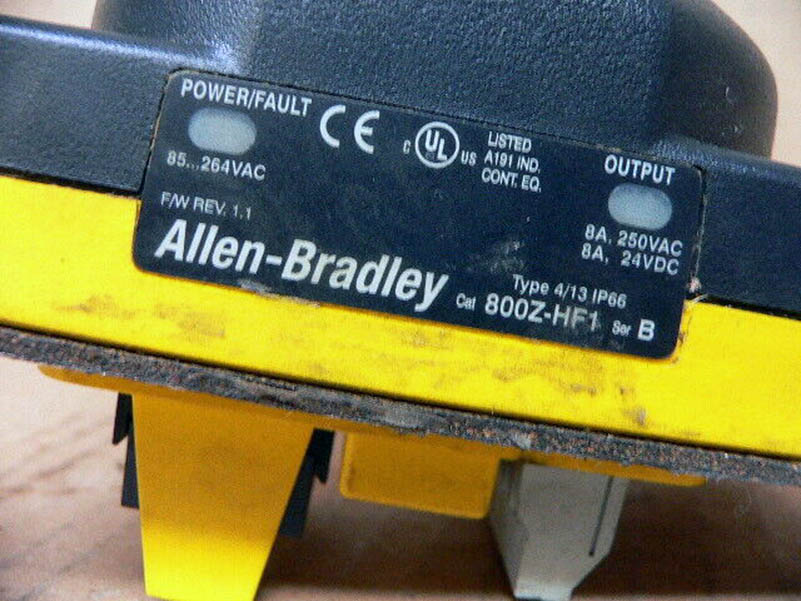 POWER/FAULT
85...264VAC
F/W REV. 1.1
CE
C UL US
LISTED
A191 IND.
CONT. EQ.
OUTPUT
8A, 250VAC
8A, 24VDC
Allen-Bradley
Type 4/13 IP66
Cat 800Z-HF1 Ser B